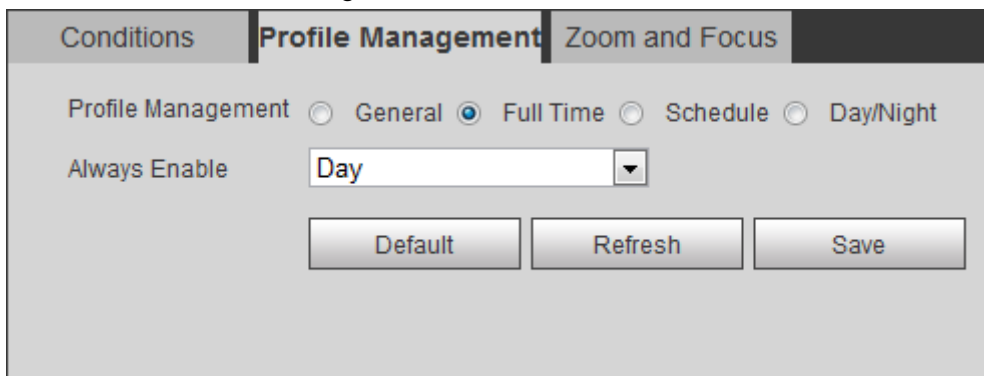 Conditions Profile Management Zoom and Focus
Profile Management General Full Time Schedule Day/Night
Always Enable Day
Default Refresh Save